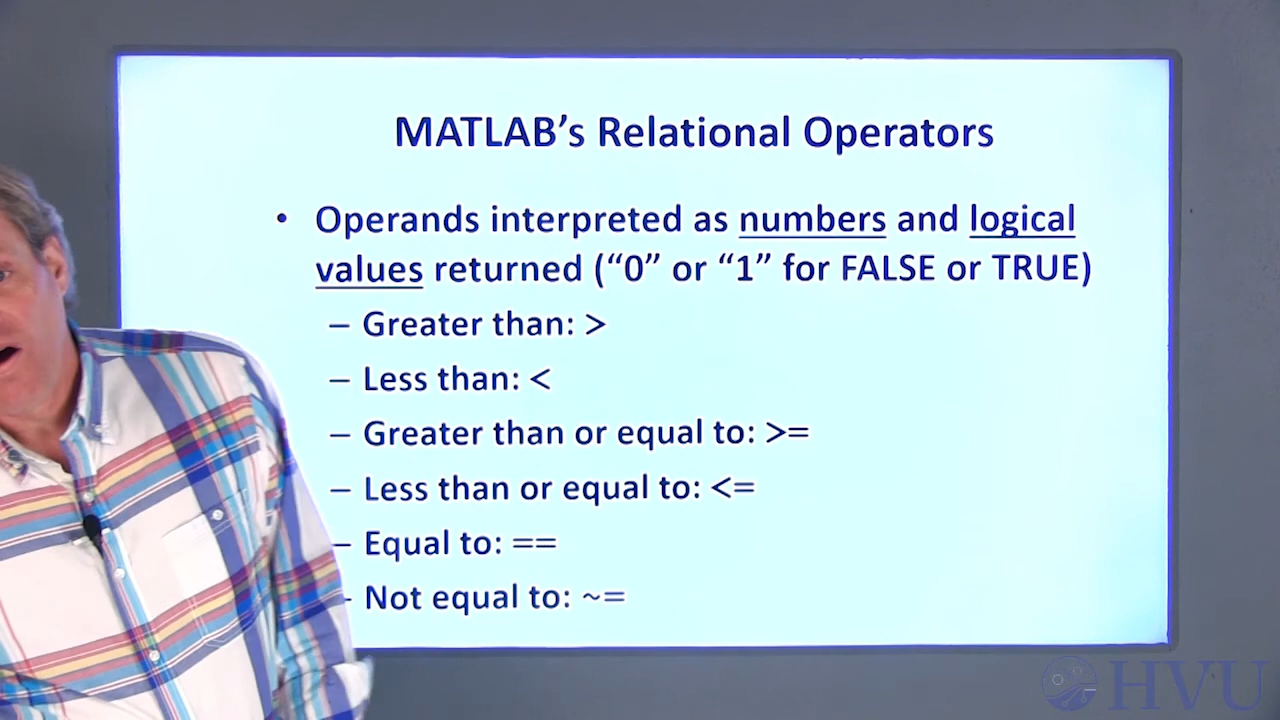 MATLAB’s Relational Operators
• Operands interpreted as numbers and logical
values returned (“0” or “1” for FALSE or TRUE)
– Greater than: >
– Less than: <
– Greater than or equal to: >=
– Less than or equal to: <=
– Equal to: ==
- Not equal to: ~=
HVU